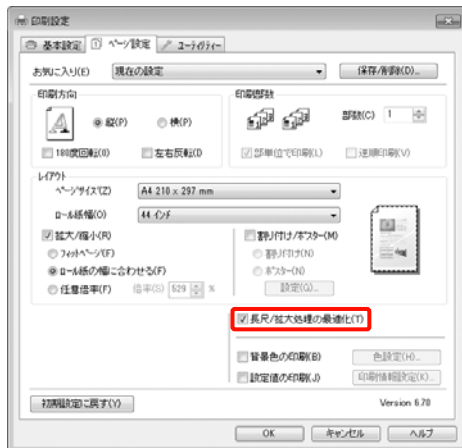 印刷設定
基本設定 ページ設定 ユーティリティー
お気に入り(E) 現在の設定 保存/削除(D)...
印刷方向 印刷部数
縦(P) 横(P) 部数(C) 1
180度回転(0) 左右反転(I) 部単位で印刷(L) 逆順印刷(V)
レイアウト
ページサイズ(Z) A4 210 x 297 mm
ロール紙幅(O) 44 インチ
拡大/縮小(R) 割り付け/ポスター(M)
フィットページ(F) 割り付け(N)
ロール紙の幅に合わせる(F) ポスター(N)
任意倍率(F) 倍率(S) 529 % 設定(G)...
長尺/拡大処理の最適化(T)
背景色の印刷(B) 色設定(H)...
設定値の印刷(J) 印刷情報設定(K)...
初期設定に戻す(Y) Version 6.70
OK キャンセル ヘルプ